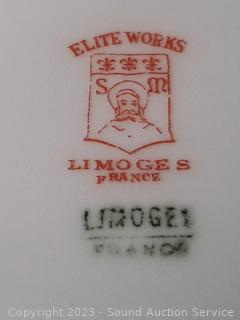 ELITE WORKS
S M
LIMOGES
FRANCE
LIMOGES
FRANCE
Copyright 2023 - Sound Auction Service